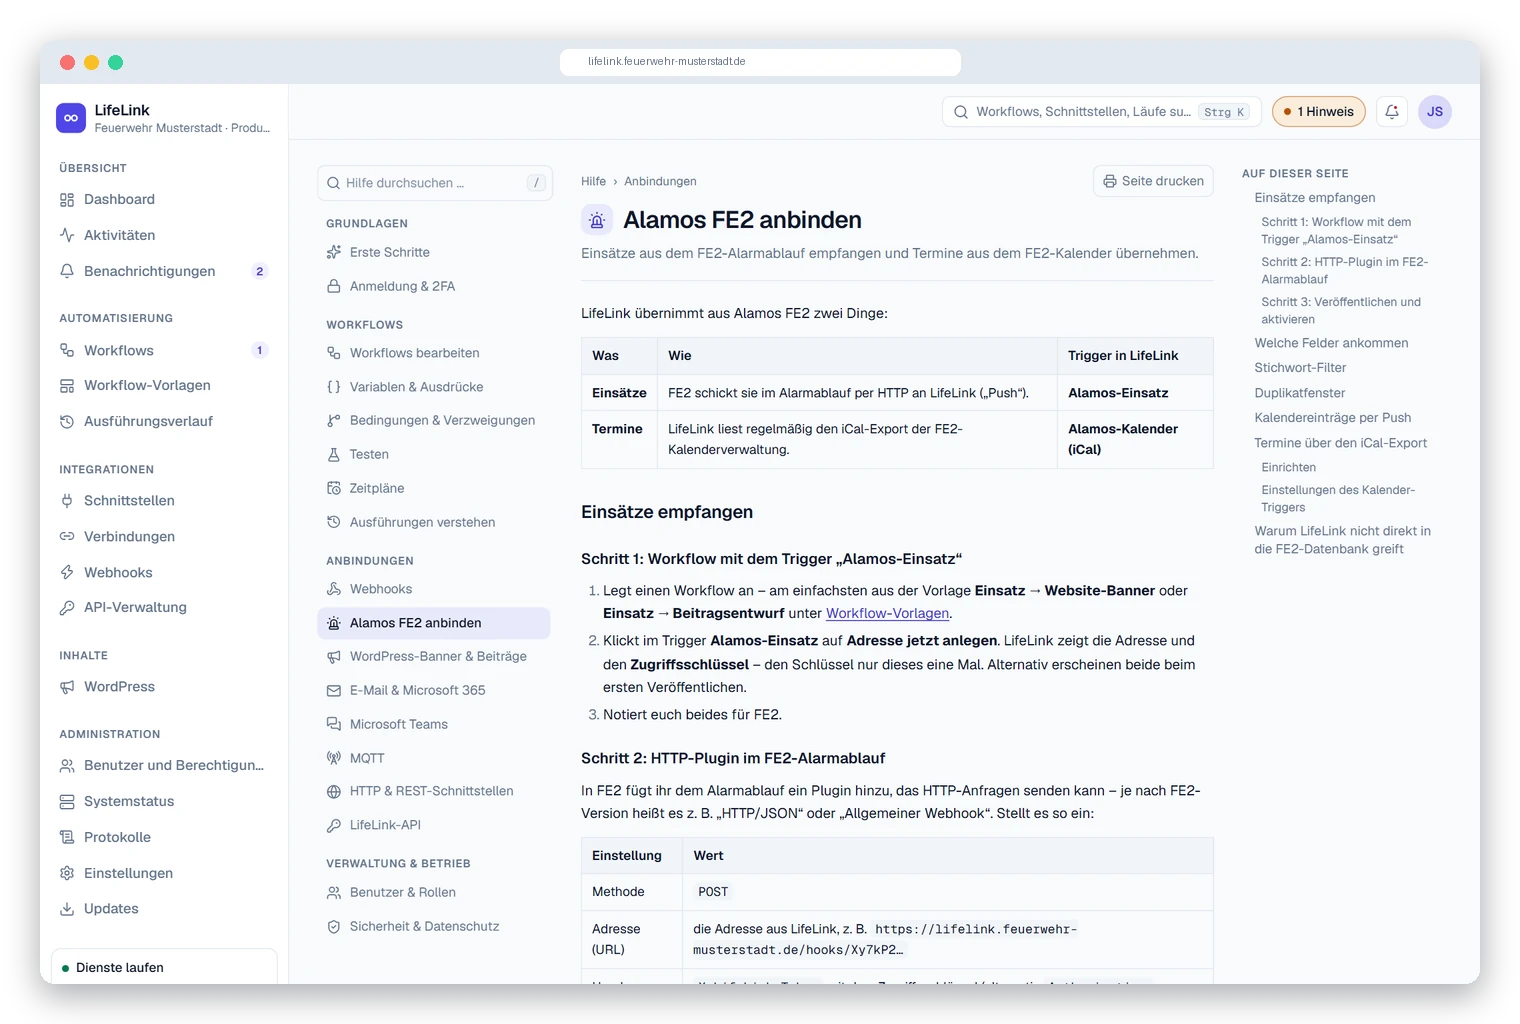 lifelink.feuerwehr-musterstadt.de
LifeLink
Feuerwehr Musterstadt · Produ...
Workflows, Schnittstellen, Läufe su... Strg K
1 Hinweis
JS
ÜBERSICHT
Dashboard
Aktivitäten
Benachrichtigungen 2
AUTOMATISIERUNG
Workflows 1
Workflow-Vorlagen
Ausführungsverlauf
INTEGRATIONEN
Schnittstellen
Verbindungen
Webhooks
API-Verwaltung
INHALTE
WordPress
ADMINISTRATION
Benutzer und Berechtigun...
Systemstatus
Protokolle
Einstellungen
Updates
Dienste laufen
Hilfe durchsuchen ... /
GRUNDLAGEN
Erste Schritte
Anmeldung & 2FA
WORKFLOWS
Workflows bearbeiten
Variablen & Ausdrücke
Bedingungen & Verzweigungen
Testen
Zeitpläne
Ausführungen verstehen
ANBINDUNGEN
Webhooks
Alamos FE2 anbinden
WordPress-Banner & Beiträge
E-Mail & Microsoft 365
Microsoft Teams
MQTT
HTTP & REST-Schnittstellen
LifeLink-API
VERWALTUNG & BETRIEB
Benutzer & Rollen
Sicherheit & Datenschutz
Hilfe › Anbindungen
Seite drucken
Alamos FE2 anbinden
Einsätze aus dem FE2-Alarmablauf empfangen und Termine aus dem FE2-Kalender übernehmen.
LifeLink übernimmt aus Alamos FE2 zwei Dinge:
Was Wie Trigger in LifeLink
Einsätze FE2 schickt sie im Alarmablauf per HTTP an LifeLink („Push“). Alamos-Einsatz
Termine LifeLink liest regelmäßig den iCal-Export der FE2-
Kalenderverwaltung. Alamos-Kalender
(iCal)
Einsätze empfangen
Schritt 1: Workflow mit dem Trigger „Alamos-Einsatz“
1. Legt einen Workflow an – am einfachsten aus der Vorlage Einsatz → Website-Banner oder
Einsatz → Beitragsentwurf unter Workflow-Vorlagen.
2. Klickt im Trigger Alamos-Einsatz auf Adresse jetzt anlegen. LifeLink zeigt die Adresse und
den Zugriffsschlüssel – den Schlüssel nur dieses eine Mal. Alternativ erscheinen beide beim
ersten Veröffentlichen.
3. Notiert euch beides für FE2.
Schritt 2: HTTP-Plugin im FE2-Alarmablauf
In FE2 fügt ihr dem Alarmablauf ein Plugin hinzu, das HTTP-Anfragen senden kann – je nach FE2-
Version heißt es z. B. „HTTP/JSON“ oder „Allgemeiner Webhook“. Stellt es so ein:
Einstellung Wert
Methode POST
Adresse
(URL) die Adresse aus LifeLink, z. B. https://lifelink.feuerwehr-
musterstadt.de/hooks/Xy7kP2…
AUF DIESER SEITE
Einsätze empfangen
Schritt 1: Workflow mit dem
Trigger „Alamos-Einsatz“
Schritt 2: HTTP-Plugin im FE2-
Alarmablauf
Schritt 3: Veröffentlichen und
aktivieren
Welche Felder ankommen
Stichwort-Filter
Duplikatfenster
Kalendereinträge per Push
Termine über den iCal-Export
Einrichten
Einstellungen des Kalender-
Triggers
Warum LifeLink nicht direkt in
die FE2-Datenbank greift